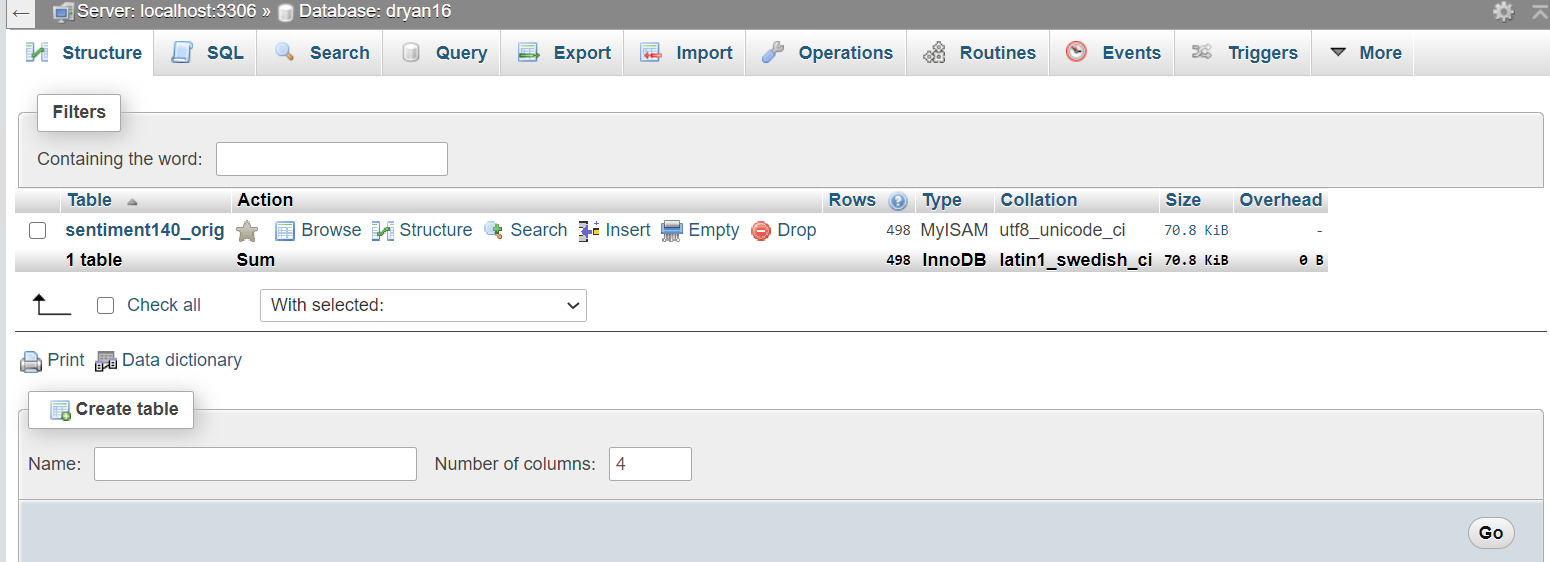 Server: localhost:3306 » Database: dryan16
Structure SQL Search Query Export Import Operations Routines Events Triggers More
Filters
Containing the word:
Table Action Rows Type Collation Size Overhead
sentiment140_orig Browse Structure Search Insert Empty Drop 498 MyISAM utf8_unicode_ci 70.8 KiB -
1 table Sum 498 InnoDB latin1_swedish_ci 70.8 KiB 0 B
Check all With selected:
Print Data dictionary
Create table
Name: Number of columns: 4
Go